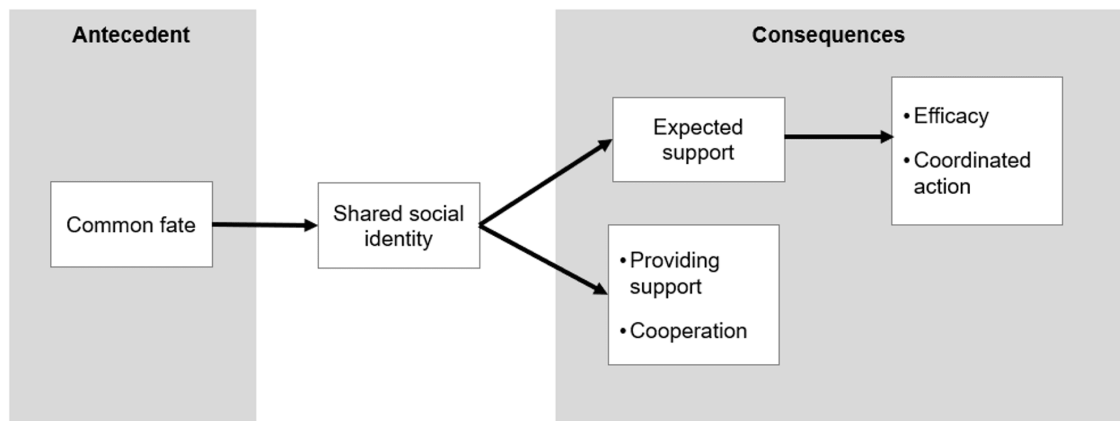 Antecedent
Consequences
Common fate
Shared social
identity
Expected
support
• Efficacy
• Coordinated
action
• Providing
support
• Cooperation